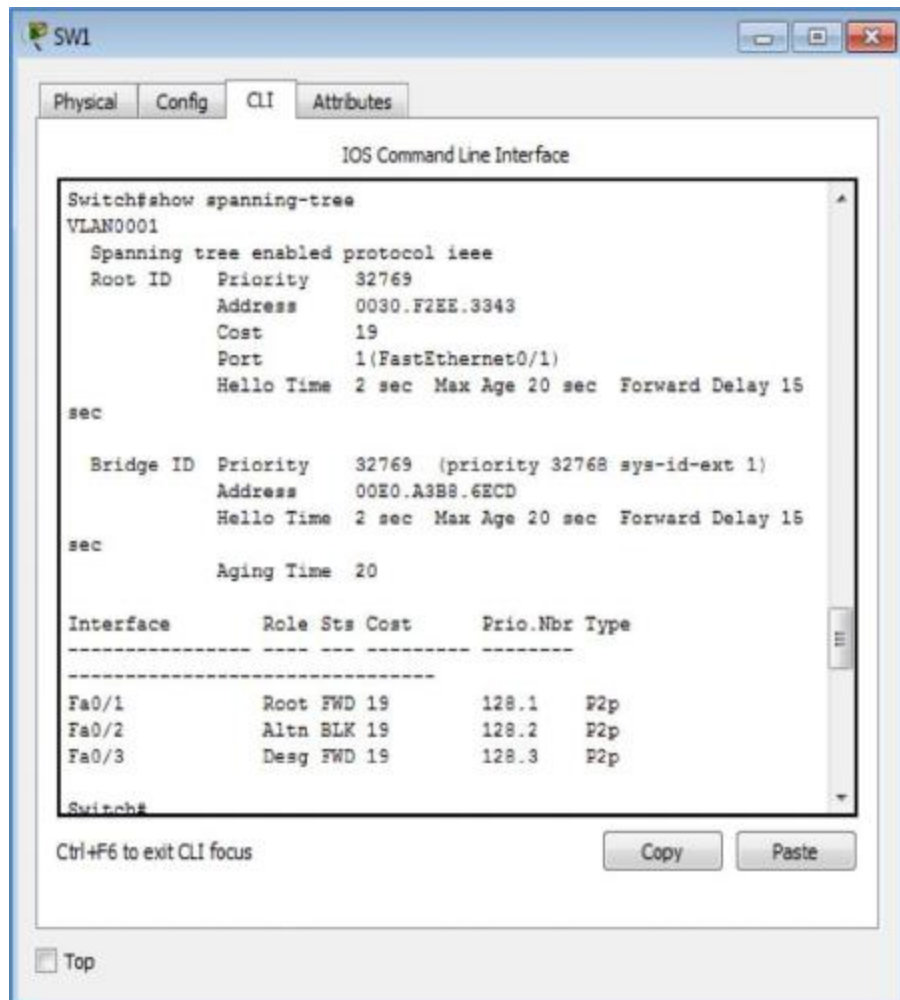 SW1
Physical Config CLI Attributes
IOS Command Line Interface
Switch#show spanning-tree
VLAN0001
Spanning tree enabled protocol ieee
Root ID Priority 32769
Address 0030.F2EE.3343
Cost 19
Port 1(FastEthernet0/1)
Hello Time 2 sec Max Age 20 sec Forward Delay 15
sec
Bridge ID Priority 32769 (priority 32768 sys-id-ext 1)
Address 00E0.A3B8.6ECD
Hello Time 2 sec Max Age 20 sec Forward Delay 15
sec
Aging Time 20
Interface Role Sts Cost Prio.Nbr Type
---------------- ---- --- --------- --------
--------------------------------
Fa0/1 Root FWD 19 128.1 P2p
Fa0/2 Altn BLK 19 128.2 P2p
Fa0/3 Desg FWD 19 128.3 P2p
Switch#
Ctrl+F6 to exit CLI focus
Copy Paste
Top